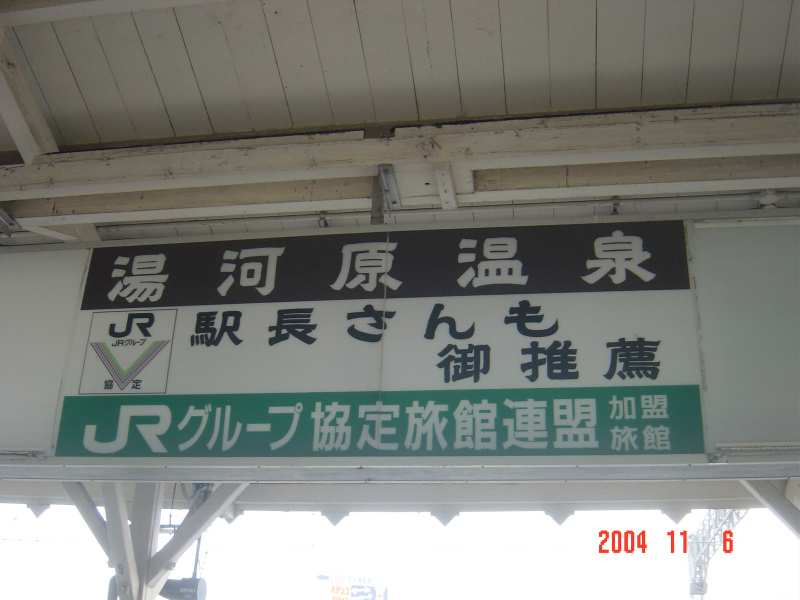 湯河原温泉
JR
JRグループ
協定
駅長さんも
御推薦
JRグループ協定旅館連盟
加盟
旅館
2004 11 6